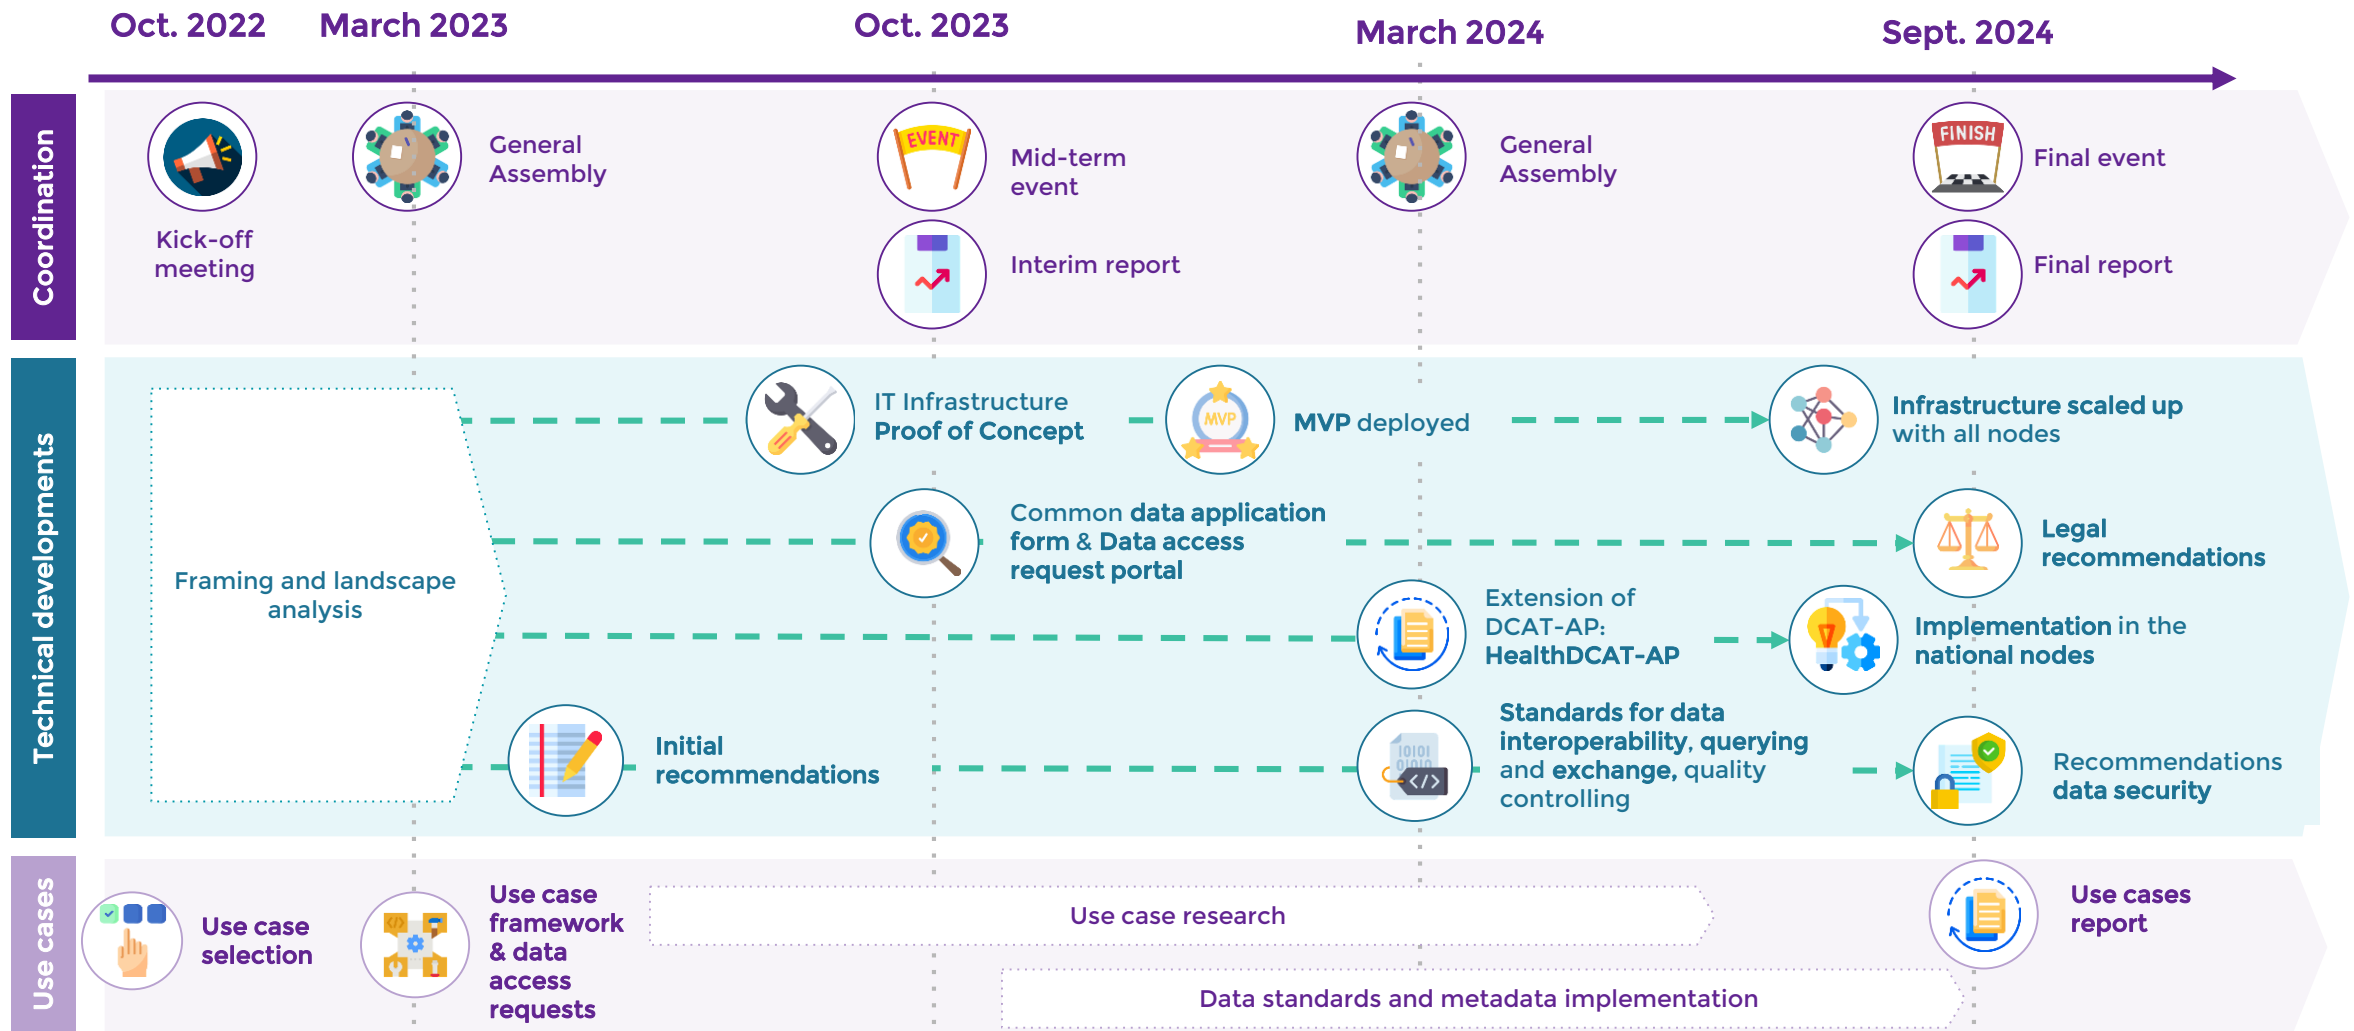 Oct. 2022
March 2023
Oct. 2023
March 2024
Sept. 2024
Coordination
Kick-off
meeting
General
Assembly
EVENT
Mid-term
event
Interim report
General
Assembly
FINISH
Final event
Final report
Technical developments
Framing and landscape
analysis
IT Infrastructure
Proof of Concept
MVP
MVP deployed
Infrastructure scaled up
with all nodes
Common data application
form & Data access
request portal
Legal
recommendations
Extension of
DCAT-AP:
HealthDCAT-AP
Implementation in the
national nodes
Initial
recommendations
10101
01010
</>
Standards for data
interoperability, querying
and exchange, quality
controlling
Recommendations
data security
Use cases
Use case
selection
</>
Use case
framework
& data
access
requests
Use case research
Data standards and metadata implementation
Use cases
report